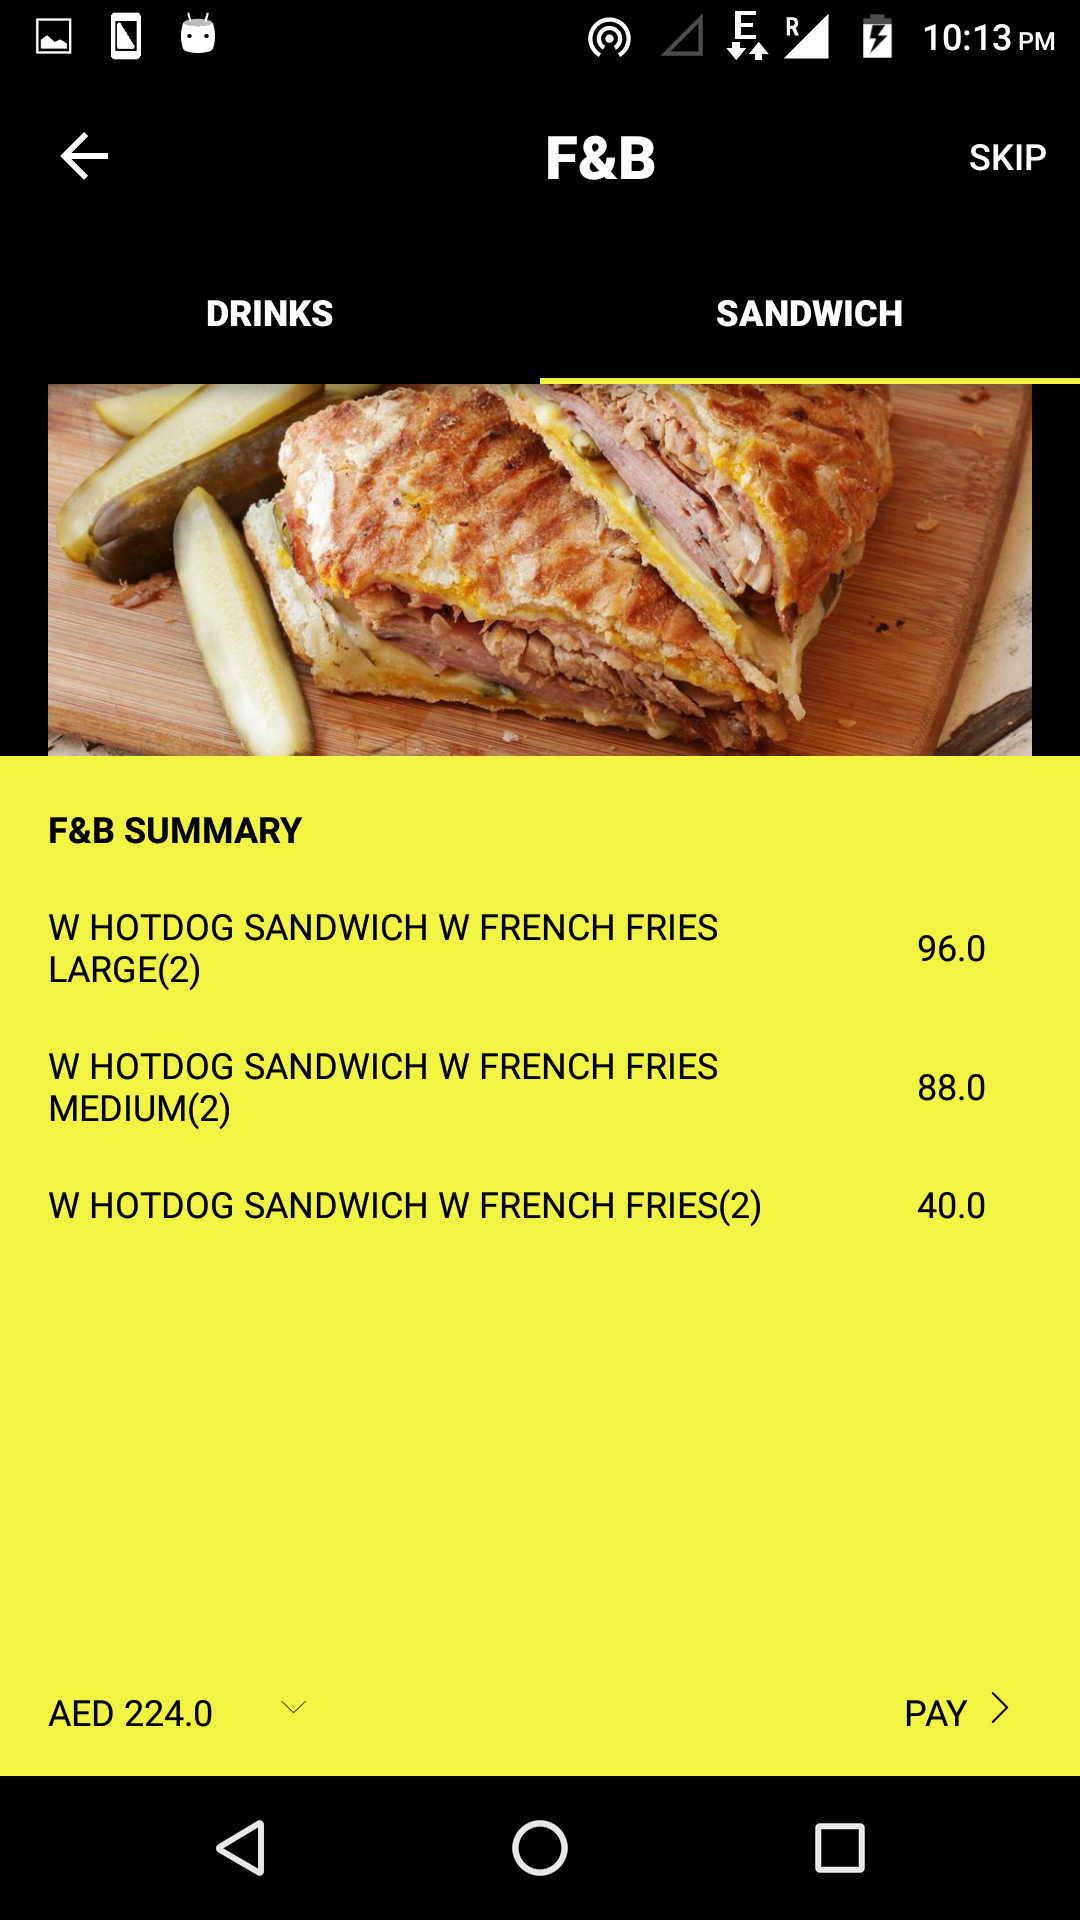 E R 10:13 PM
F&B SKIP
DRINKS SANDWICH
F&B SUMMARY
W HOTDOG SANDWICH W FRENCH FRIES
LARGE(2) 96.0
W HOTDOG SANDWICH W FRENCH FRIES
MEDIUM(2) 88.0
W HOTDOG SANDWICH W FRENCH FRIES(2) 40.0
AED 224.0 PAY